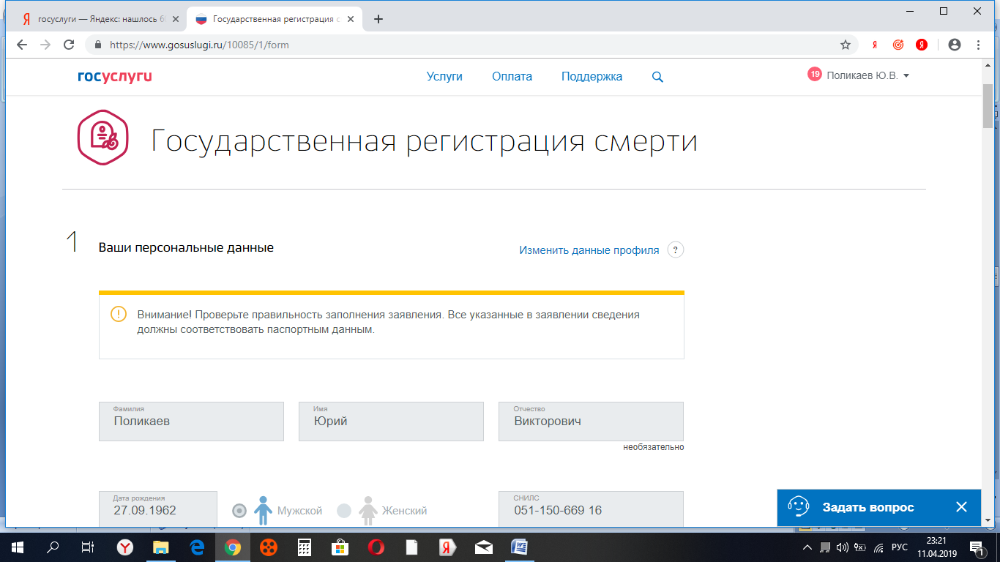 госуслуги — Яндекс: нашлось 6
Государственная регистрация с
https://www.gosuslugi.ru/10085/1/form
госуслуги
Услуги
Оплата
Поддержка
19
Поликаев Ю.В.
Государственная регистрация смерти
1
Ваши персональные данные
Изменить данные профиля
?
Внимание! Проверьте правильность заполнения заявления. Все указанные в заявлении сведения
должны соответствовать паспортным данным.
Фамилия
Поликаев
Имя
Юрий
Отчество
Викторович
необязательно
Дата рождения
27.09.1962
Мужской
Женский
СНИЛС
051-150-669 16
Задать вопрос
РУС
23:21
11.04.2019
1